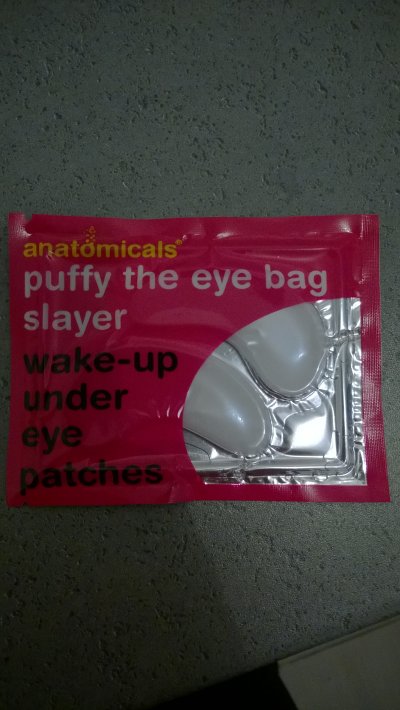 anatomicals®
puffy the eye bag
slayer
wake-up
under
eye
patches